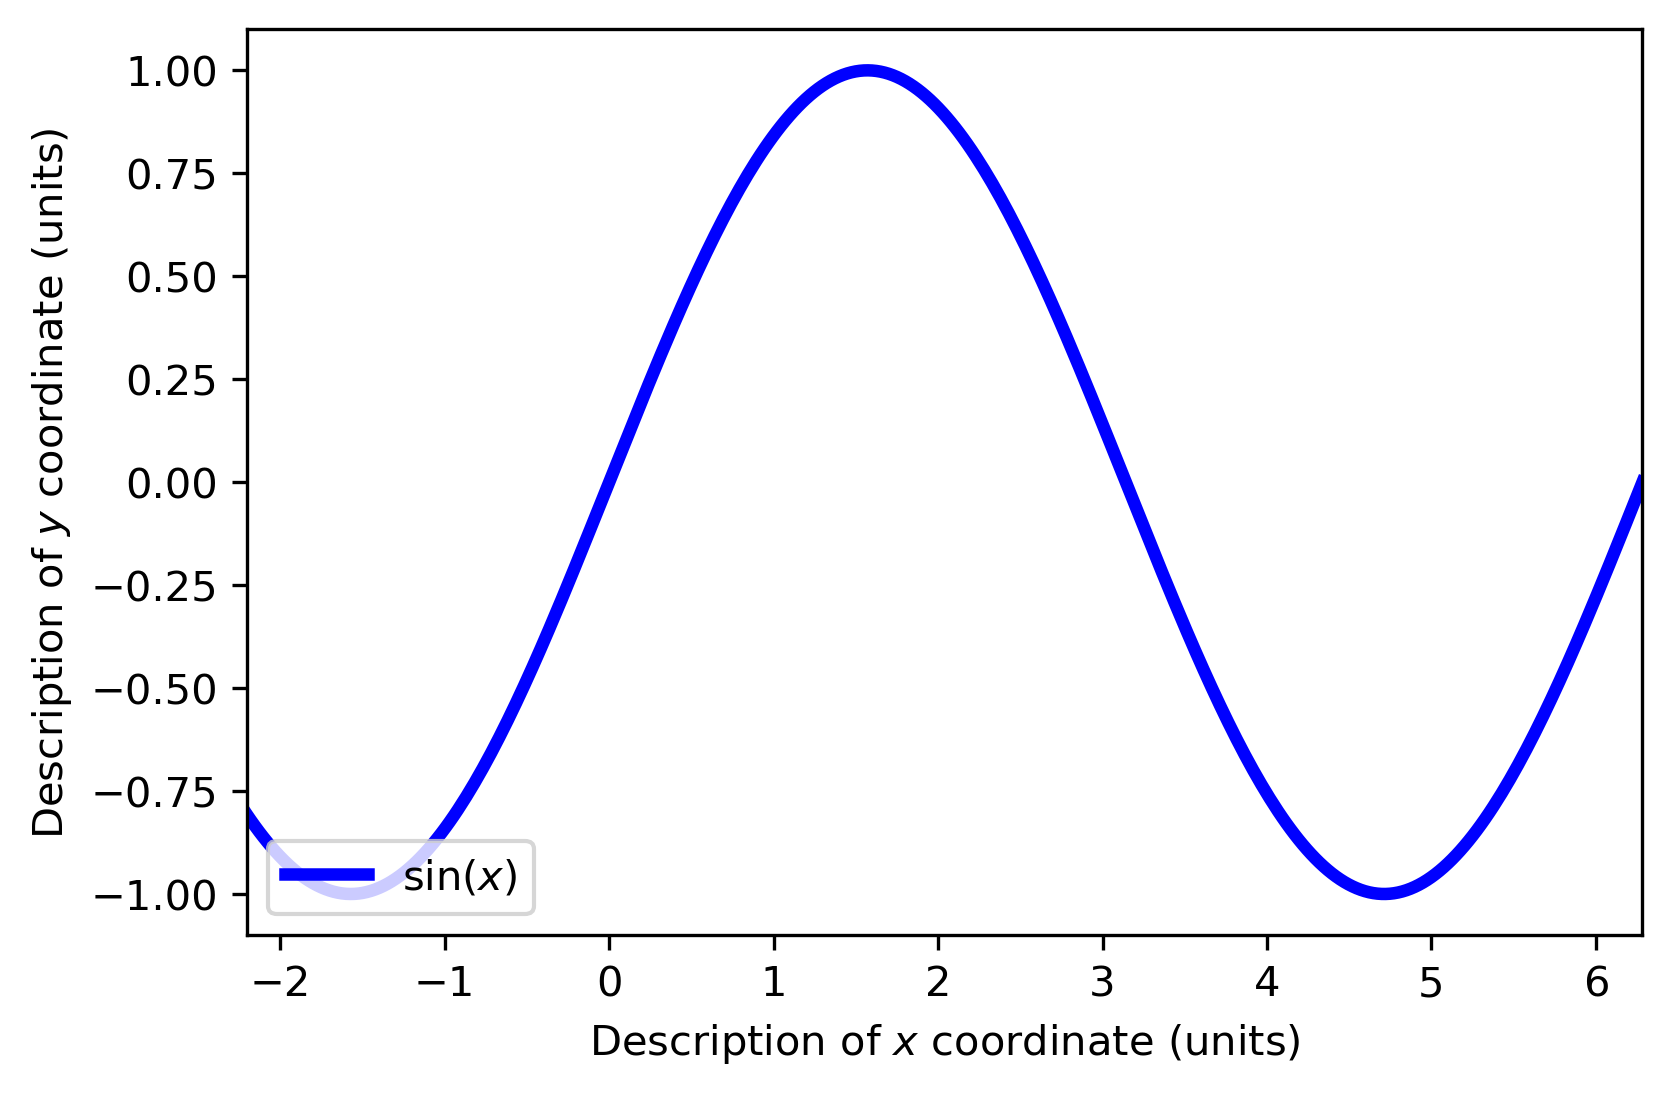 1.00
0.75
0.50
0.25
0.00
−0.25
−0.50
−0.75
−1.00
Description of y coordinate (units)
sin(x)
−2 −1 0 1 2 3 4 5 6
Description of x coordinate (units)